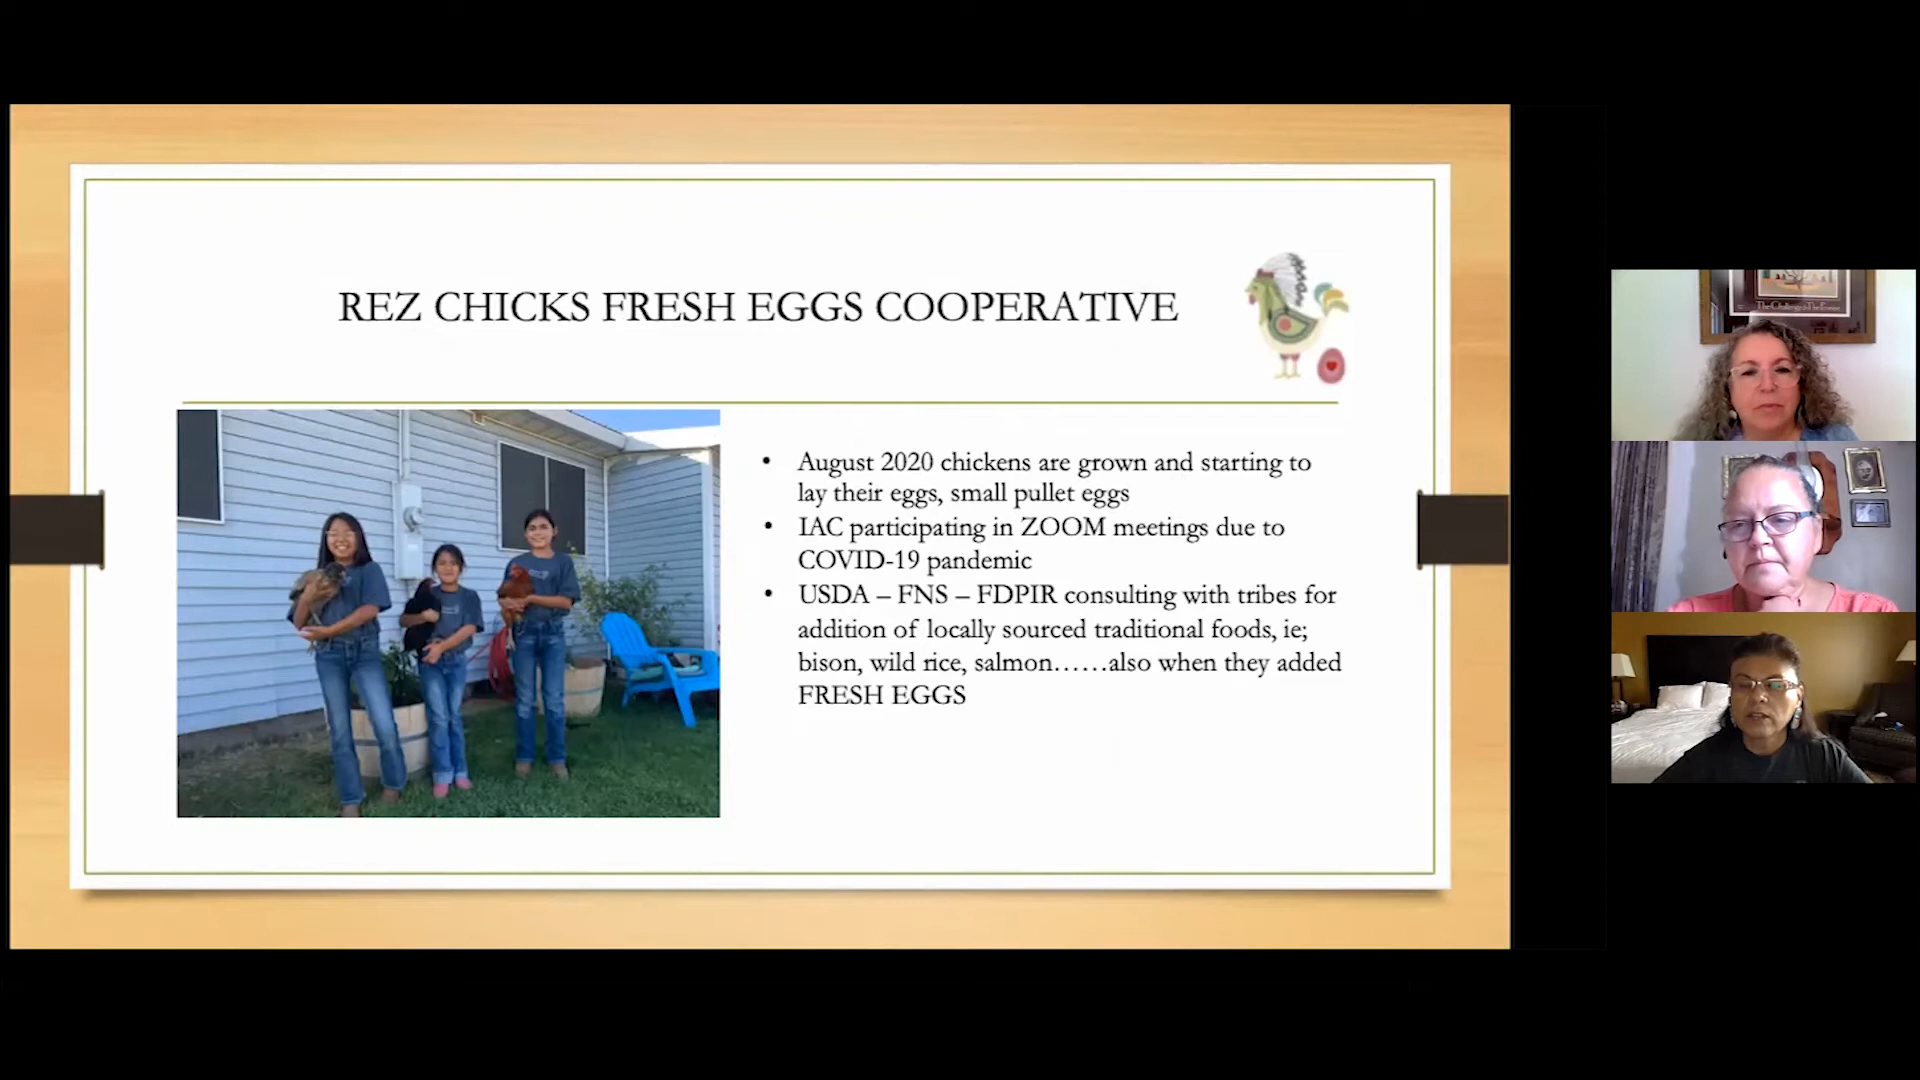 REZ CHICKS FRESH EGGS COOPERATIVE
• August 2020 chickens are grown and starting to
lay their eggs, small pullet eggs
• IAC participating in ZOOM meetings due to
COVID-19 pandemic
• USDA – FNS – FDPIR consulting with tribes for
addition of locally sourced traditional foods, ie;
bison, wild rice, salmon……also when they added
FRESH EGGS